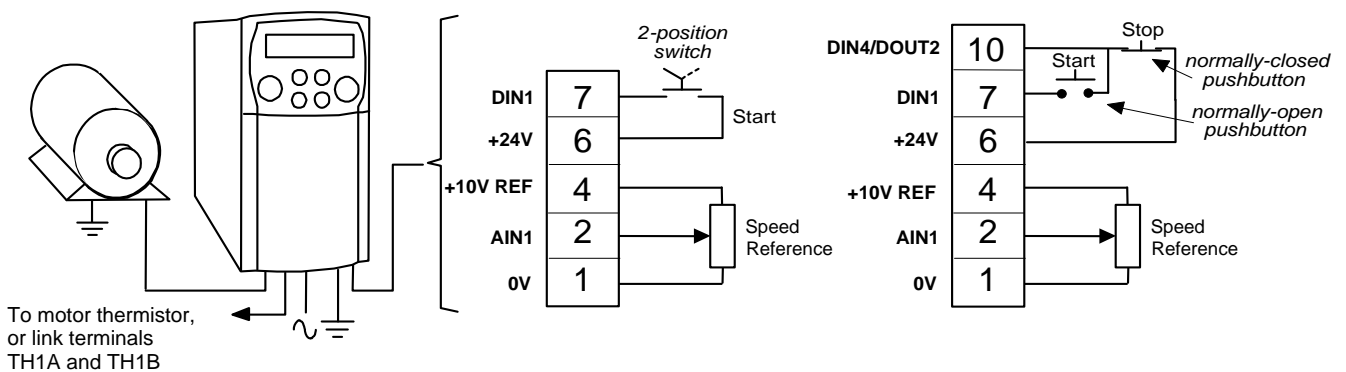 To motor thermistor,
or link terminals
TH1A and TH1B
2-position
switch
DIN1 7
Start
+24V 6
+10V REF 4
AIN1 2
Speed
Reference
0V 1
DIN4/DOUT2 10
Stop
Start
normally-closed
pushbutton
DIN1 7
normally-open
pushbutton
+24V 6
+10V REF 4
AIN1 2
Speed
Reference
0V 1